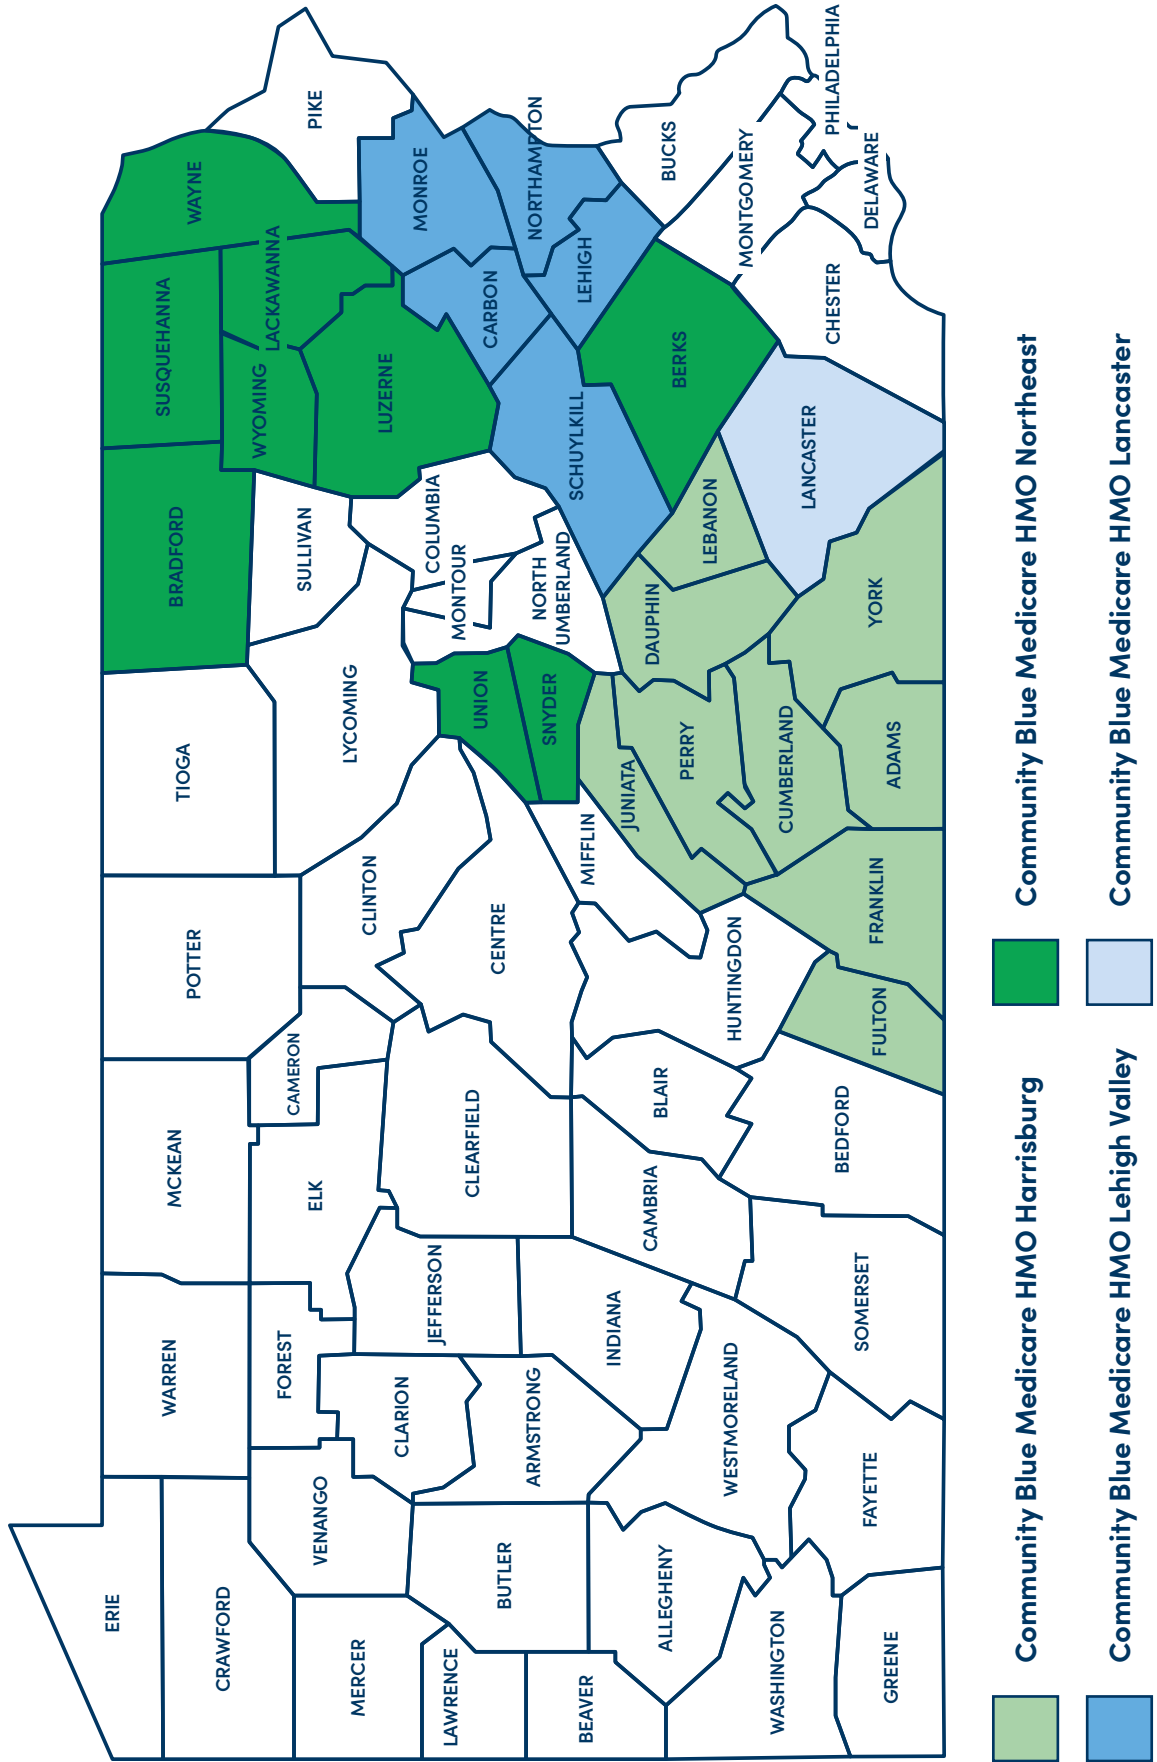 ERIE
CRAWFORD
WARREN
MCKEAN
POTTER
TIOGA
BRADFORD
SUSQUEHANNA
WAYNE
MERCER
VENANGO
FOREST
ELK
CAMERON
CLINTON
LYCOMING
SULLIVAN
WYOMING
LACKAWANNA
PIKE
LAWRENCE
BUTLER
CLARION
JEFFERSON
CLEARFIELD
CENTRE
UNION
MONTOUR
COLUMBIA
LUZERNE
MONROE
BEAVER
ARMSTRONG
INDIANA
SNYDER
NORTH
UMBERLAND
SCHUYLKILL
CARBON
NORTHAMPTON
LEHIGH
ALLEGHENY
WESTMORELAND
CAMBRIA
BLAIR
HUNTINGDON
MIFFLIN
JUNIATA
PERRY
DAUPHIN
LEBANON
BERKS
BUCKS
MONTGOMERY
PHILADELPHIA
WASHINGTON
GREENE
FAYETTE
SOMERSET
BEDFORD
FULTON
FRANKLIN
CUMBERLAND
ADAMS
YORK
LANCASTER
CHESTER
DELAWARE
Community Blue Medicare HMO Harrisburg
Community Blue Medicare HMO Northeast
Community Blue Medicare HMO Lehigh Valley
Community Blue Medicare HMO Lancaster